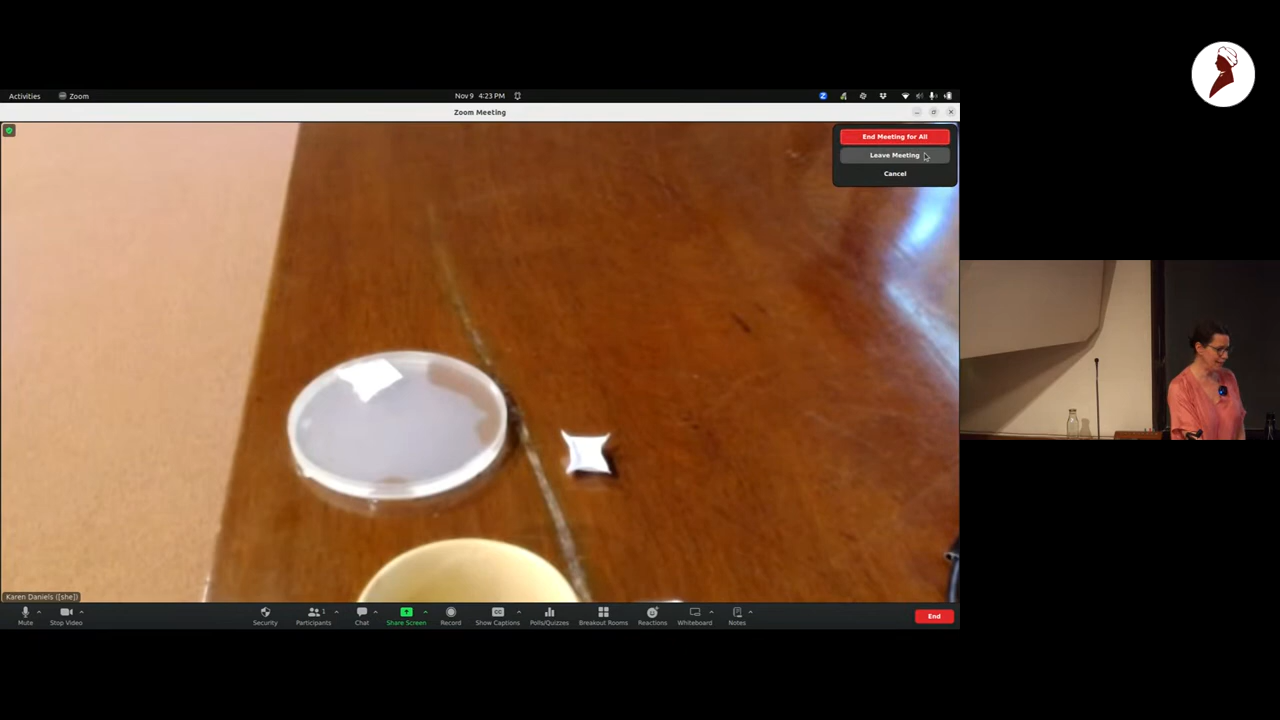 Activities Zoom Nov 9 4:23 PM
Zoom Meeting
End Meeting for All
Leave Meeting
Cancel
Karen Daniels ([she])
Mute Stop Video Security Participants 1 Chat Share Screen Record CC Show Captions Polls/Quizzes Breakout Rooms Reactions Whiteboard Notes End